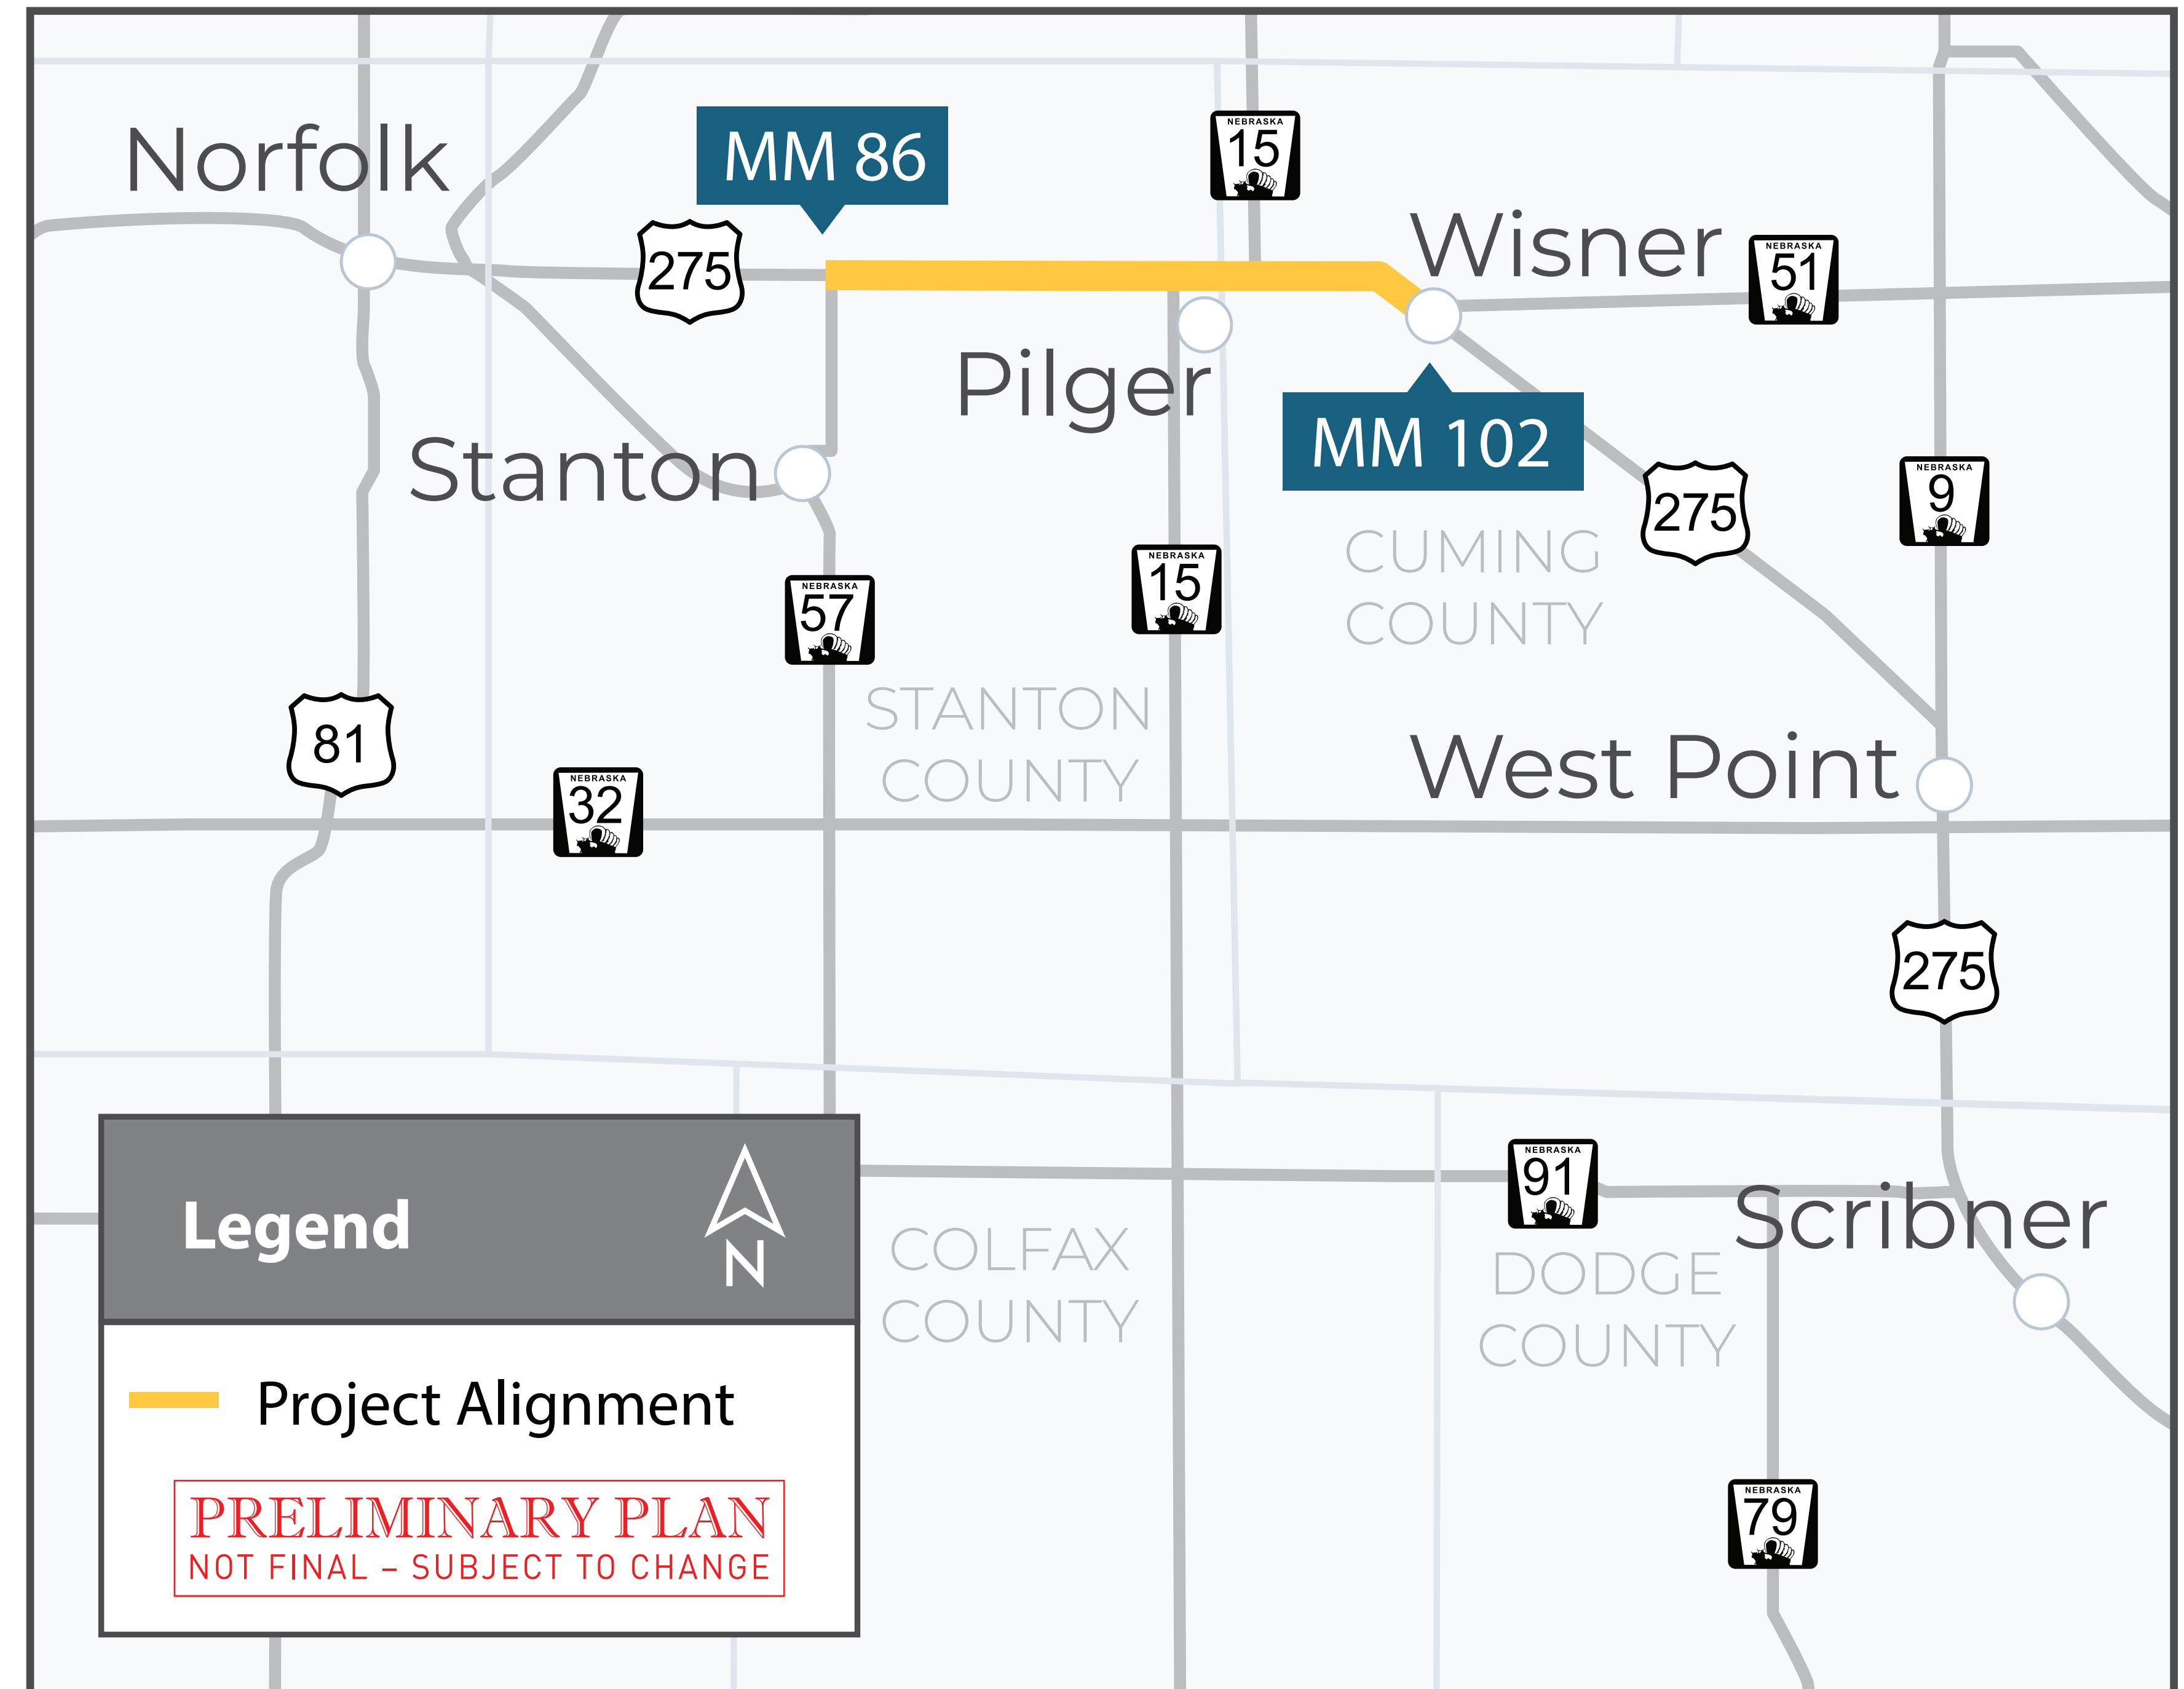 Norfolk
MM 86
NEBRASKA
15
Wisner
NEBRASKA
51
275
Pilger
MM 102
Stanton
275
NEBRASKA
9
CUMING
COUNTY
NEBRASKA
15
NEBRASKA
57
STANTON
COUNTY
81
West Point
NEBRASKA
32
275
NEBRASKA
91
Scribner
COLFAX
COUNTY
DODGE
COUNTY
NEBRASKA
79
Legend
N
Project Alignment
PRELIMINARY PLAN
NOT FINAL – SUBJECT TO CHANGE